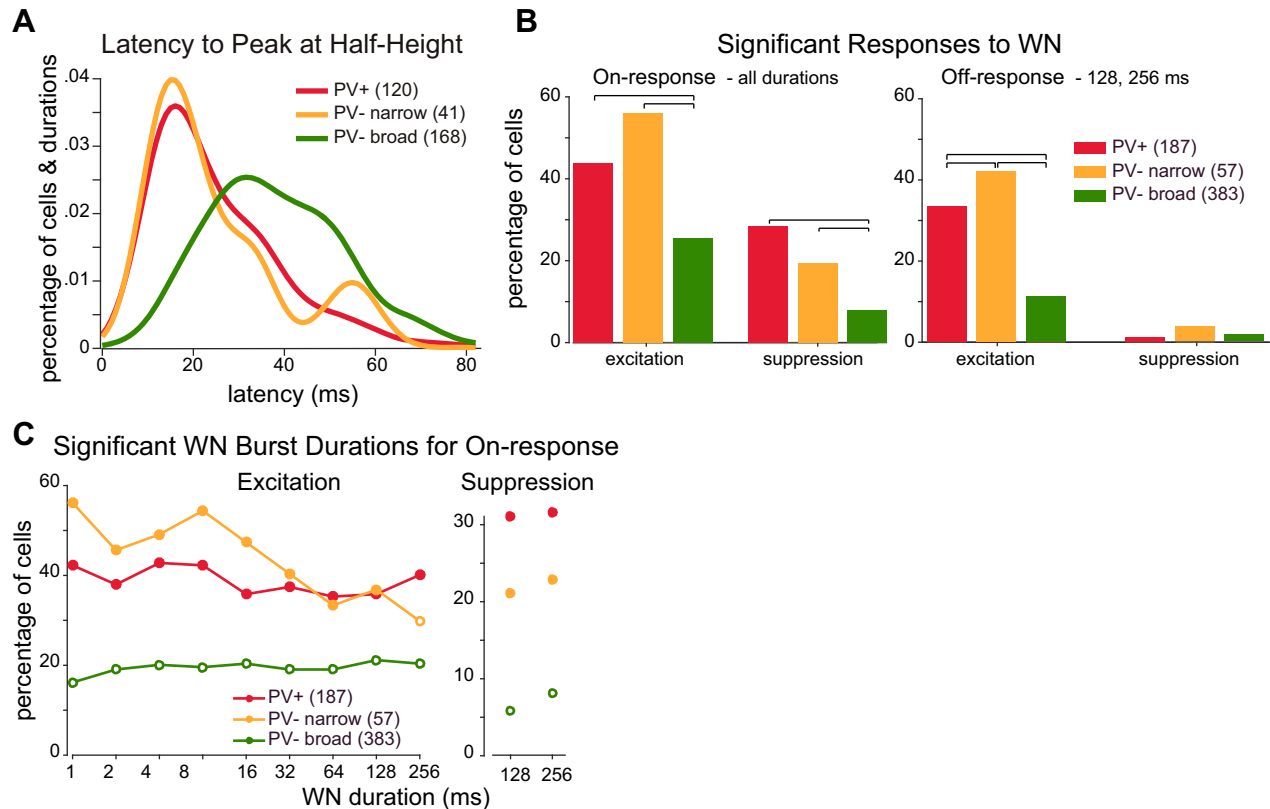 A
Latency to Peak at Half-Height
percentage of cells & durations
.04
.03
.02
.01
0
0 20 40 60 80
latency (ms)
PV+ (120)
PV- narrow (41)
PV- broad (168)
B
Significant Responses to WN
On-response - all durations
Off-response - 128, 256 ms
percentage of cells
60
40
20
0
excitation suppression
60
40
20
0
excitation suppression
PV+ (187)
PV- narrow (57)
PV- broad (383)
C
Significant WN Burst Durations for On-response
Excitation
Suppression
percentage of cells
60
40
20
0
PV+ (187)
PV- narrow (57)
PV- broad (383)
1 2 4 8 16 32 64 128 256
30
20
10
0
128 256
WN duration (ms)